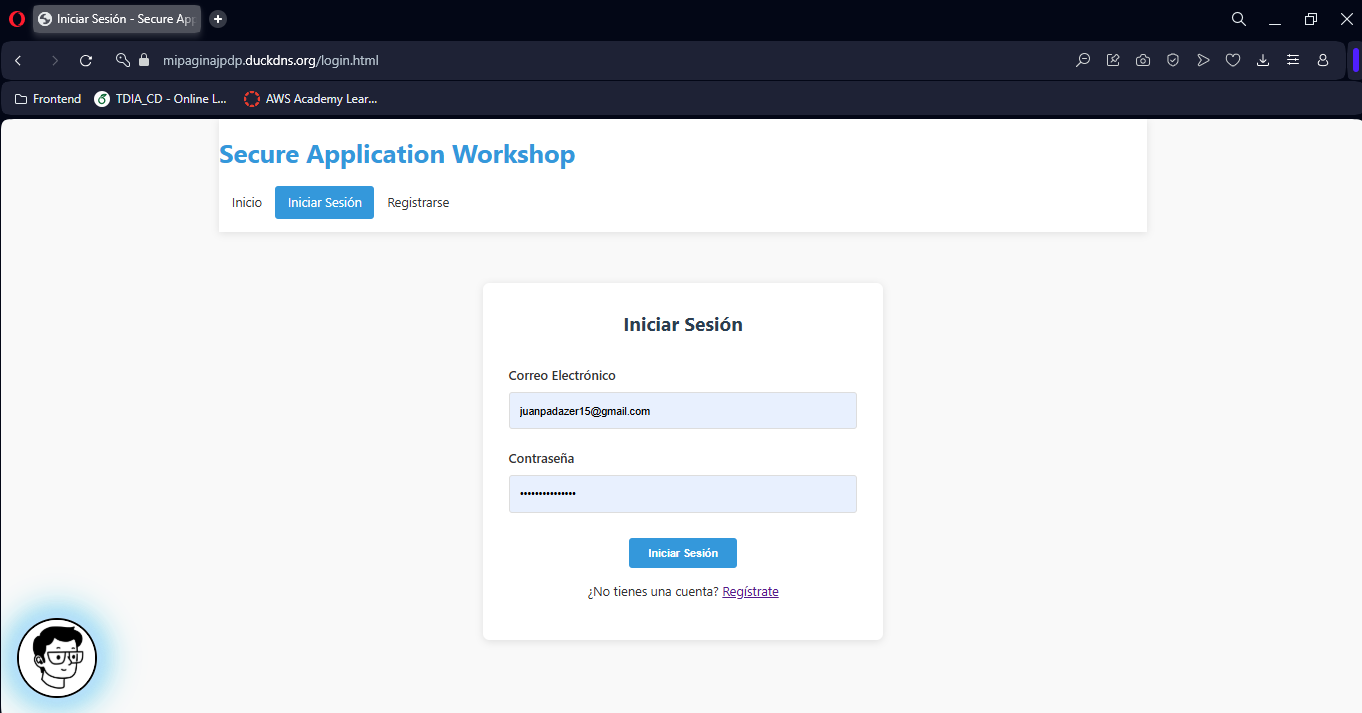 Iniciar Sesión - Secure Ap
mipaginajpdp.duckdns.org/login.html
Frontend TDIA_CD - Online L... AWS Academy Lear...
Secure Application Workshop
Inicio Iniciar Sesión Registrarse
Iniciar Sesión
Correo Electrónico
juanpadazer15@gmail.com
Contraseña
•••••••••••••••
Iniciar Sesión
¿No tienes una cuenta? Regístrate